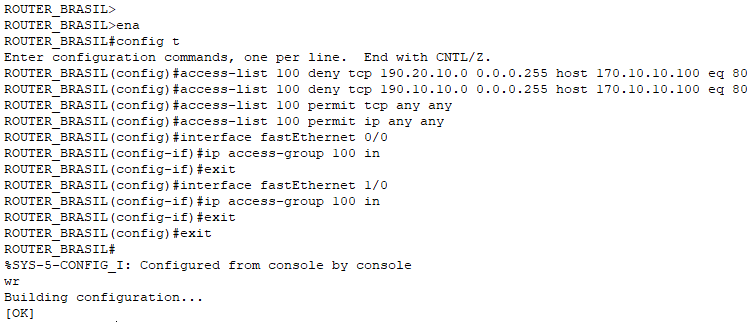 ROUTER_BRASIL>
ROUTER_BRASIL>ena
ROUTER_BRASIL#config t
Enter configuration commands, one per line.  End with CNTL/Z.
ROUTER_BRASIL(config)#access-list 100 deny tcp 190.20.10.0 0.0.0.255 host 170.10.10.100 eq 80
ROUTER_BRASIL(config)#access-list 100 deny tcp 190.10.10.0 0.0.0.255 host 170.10.10.100 eq 80
ROUTER_BRASIL(config)#access-list 100 permit tcp any any
ROUTER_BRASIL(config)#access-list 100 permit ip any any
ROUTER_BRASIL(config)#interface fastEthernet 0/0
ROUTER_BRASIL(config-if)#ip access-group 100 in
ROUTER_BRASIL(config-if)#exit
ROUTER_BRASIL(config)#interface fastEthernet 1/0
ROUTER_BRASIL(config-if)#ip access-group 100 in
ROUTER_BRASIL(config-if)#exit
ROUTER_BRASIL(config)#exit
ROUTER_BRASIL#
%SYS-5-CONFIG_I: Configured from console by console
wr
Building configuration...
[OK]